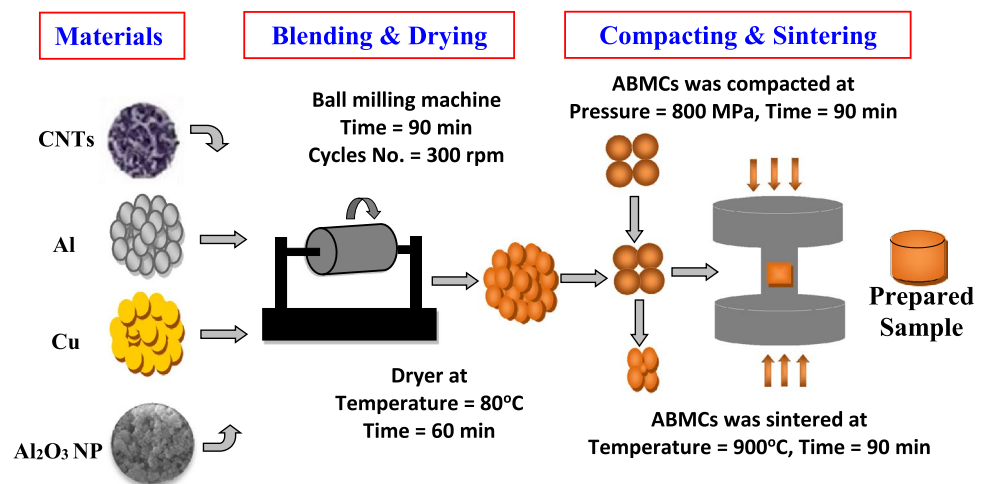 Materials
Blending & Drying
Compacting & Sintering
CNTs
Al
Cu
Al₂O₃ NP
Ball milling machine
Time = 90 min
Cycles No. = 300 rpm
Dryer at
Temperature = 80⁰C
Time = 60 min
ABMCs was compacted at
Pressure = 800 MPa, Time = 90 min
ABMCs was sintered at
Temperature = 900⁰C, Time = 90 min
Prepared
Sample